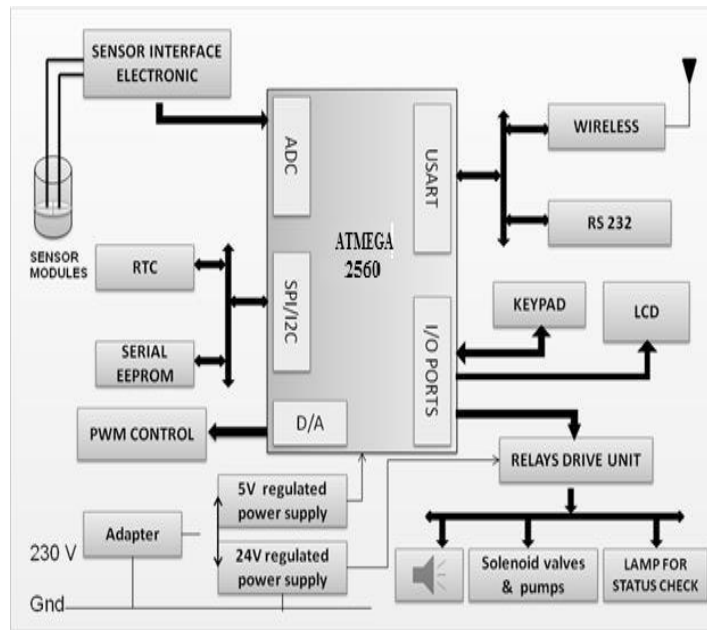 SENSOR INTERFACE
ELECTRONIC
SENSOR
MODULES
ADC
USART
WIRELESS
RS 232
ATMEGA
2560
RTC
SPI/I2C
SERIAL
EEPROM
I/O PORTS
KEYPAD
LCD
D/A
PWM CONTROL
RELAYS DRIVE UNIT
5V regulated
power supply
Adapter
230 V
24V regulated
power supply
Gnd
Solenoid valves
& pumps
LAMP FOR
STATUS CHECK